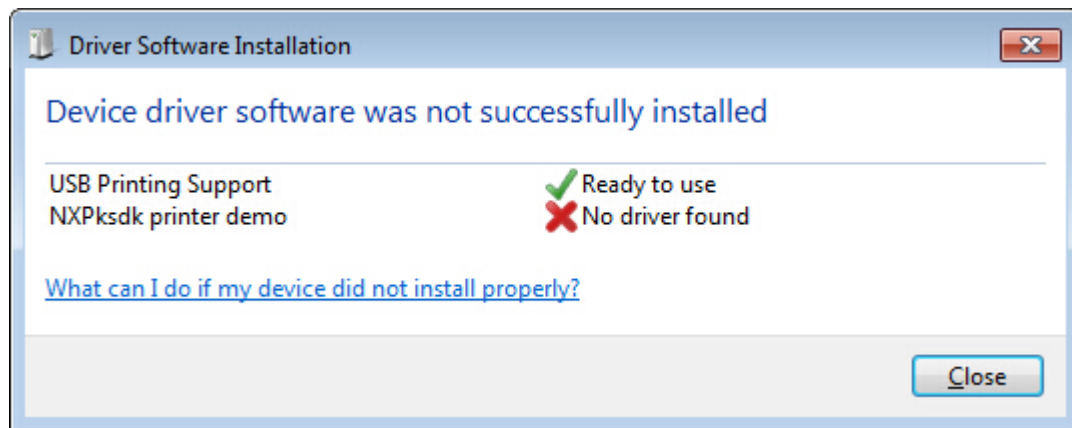 Driver Software Installation
Device driver software was not successfully installed
USB Printing Support Ready to use
NXPksdk printer demo No driver found
What can I do if my device did not install properly?
Close